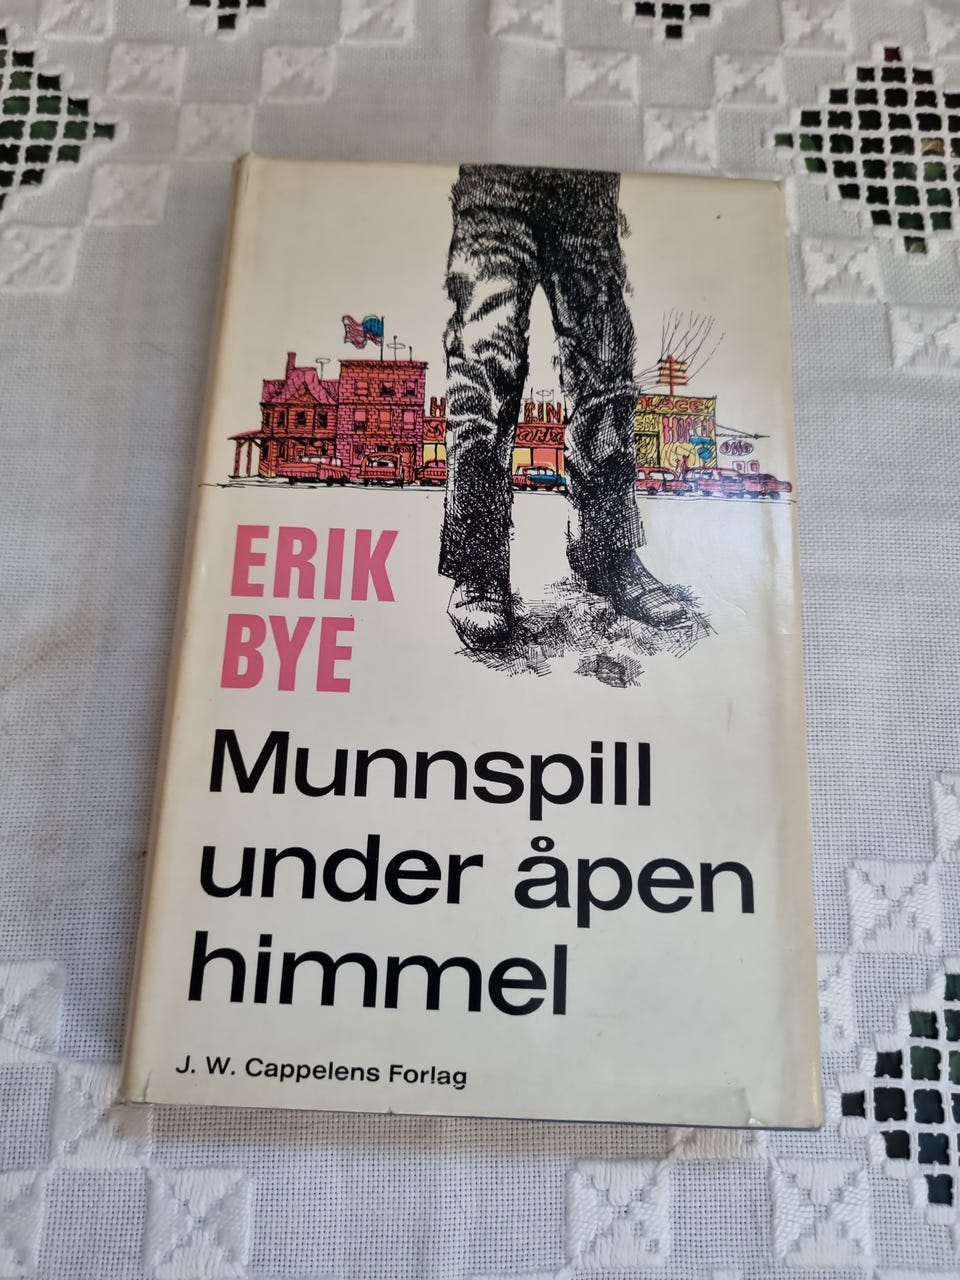 ERIK
BYE
Munnspill
under åpen
himmel
J. W. Cappelens Forlag